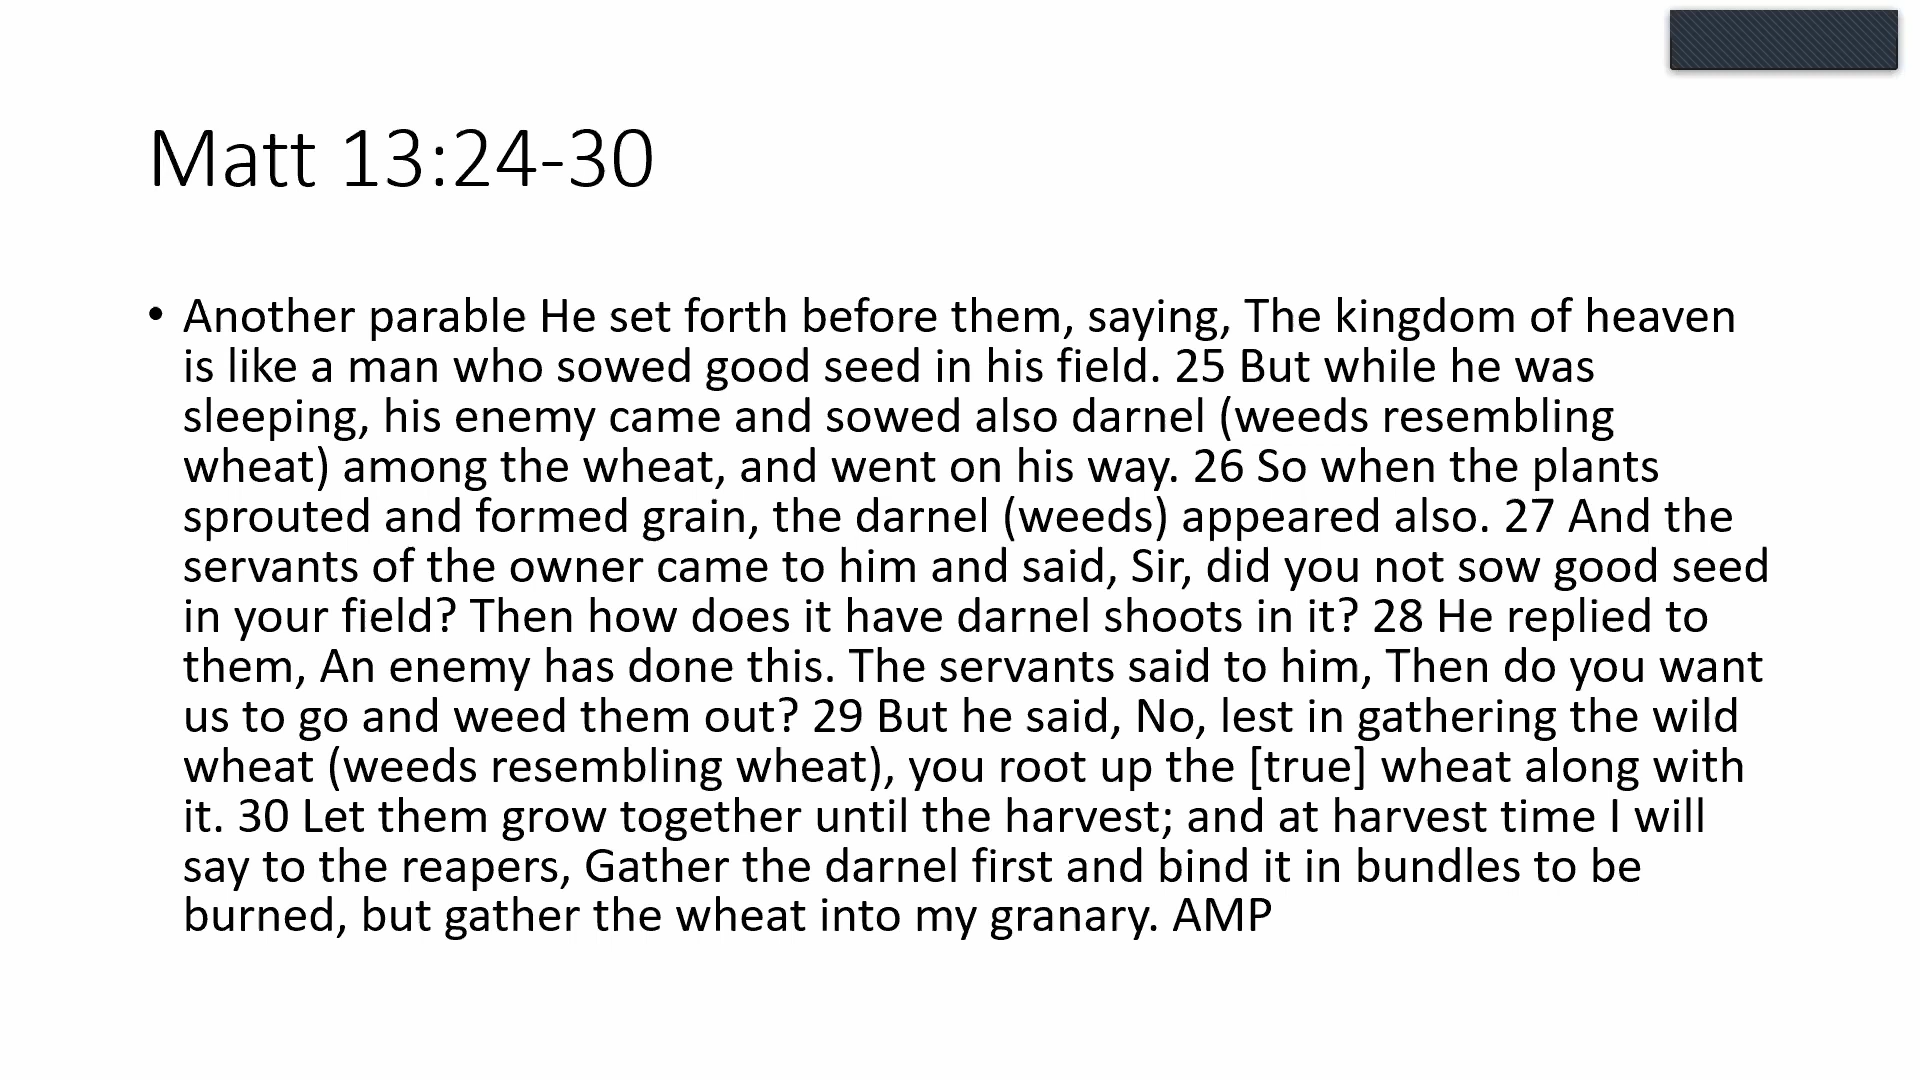 Matt 13:24-30
• Another parable He set forth before them, saying, The kingdom of heaven
is like a man who sowed good seed in his field. 25 But while he was
sleeping, his enemy came and sowed also darnel (weeds resembling
wheat) among the wheat, and went on his way. 26 So when the plants
sprouted and formed grain, the darnel (weeds) appeared also. 27 And the
servants of the owner came to him and said, Sir, did you not sow good seed
in your field? Then how does it have darnel shoots in it? 28 He replied to
them, An enemy has done this. The servants said to him, Then do you want
us to go and weed them out? 29 But he said, No, lest in gathering the wild
wheat (weeds resembling wheat), you root up the [true] wheat along with
it. 30 Let them grow together until the harvest; and at harvest time I will
say to the reapers, Gather the darnel first and bind it in bundles to be
burned, but gather the wheat into my granary. AMP